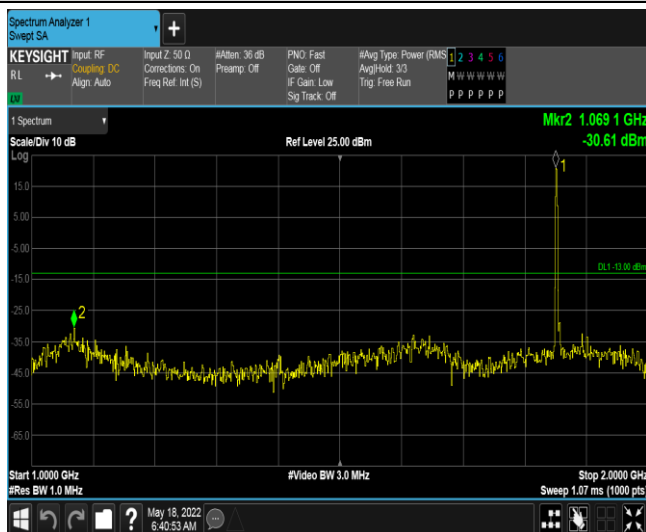 Spectrum Analyzer 1
Swept SA
+
KEYSIGHT Input: RF Input Z: 50 Ω #Atten: 36 dB PNO: Fast #Avg Type: Power (RMS 1 2 3 4 5 6
RL Coupling: DC Corrections: On Preamp: Off Gate: Off Avg|Hold: 3/3 M W W W W W
Align: Auto Freq Ref: Int (S) IF Gain: Low Trig: Free Run
Sig Track: Off P P P P P P
1 Spectrum Mkr2 1.069 1 GHz
Scale/Div 10 dB Ref Level 25.00 dBm -30.61 dBm
Log
1
15.0
5.00
-5.00
DL1 -13.00 dBm
-15.0
-25.0
2
-35.0
-45.0
-55.0
-65.0
Start 1.0000 GHz #Video BW 3.0 MHz Stop 2.0000 GHz
#Res BW 1.0 MHz Sweep 1.07 ms (1000 pts)
? May 18, 2022
6:40:53 AM